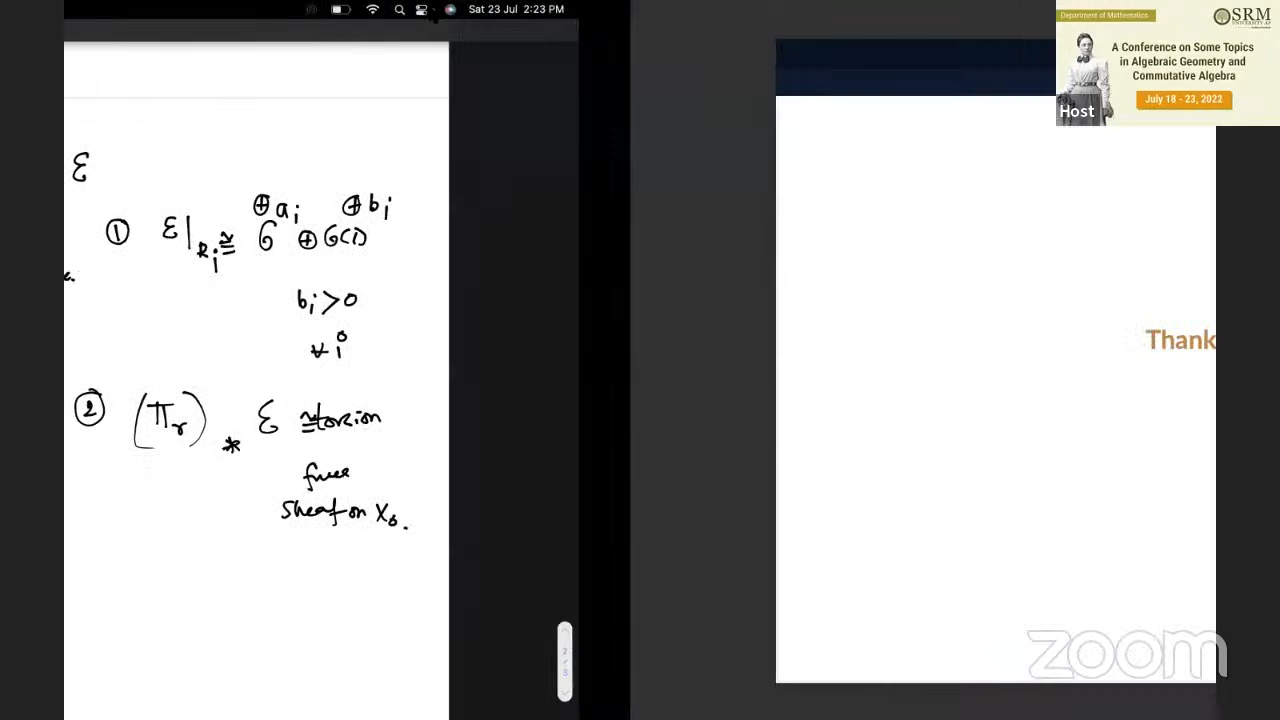 Sat 23 Jul 2:23 PM
Department of Mathematics
SRM
A Conference on Some Topics
in Algebraic Geometry and
Commutative Algebra
July 18 - 23, 2022
Host
ℰ
① ℰ|_{R_i} ≅ O^{⊕a_i} ⊕ O(1)^{⊕b_i}
b_i > 0
∀ i
② (π_r)_* ℰ ≅ torsion
free
sheaf on X_0.
Thank
zoom